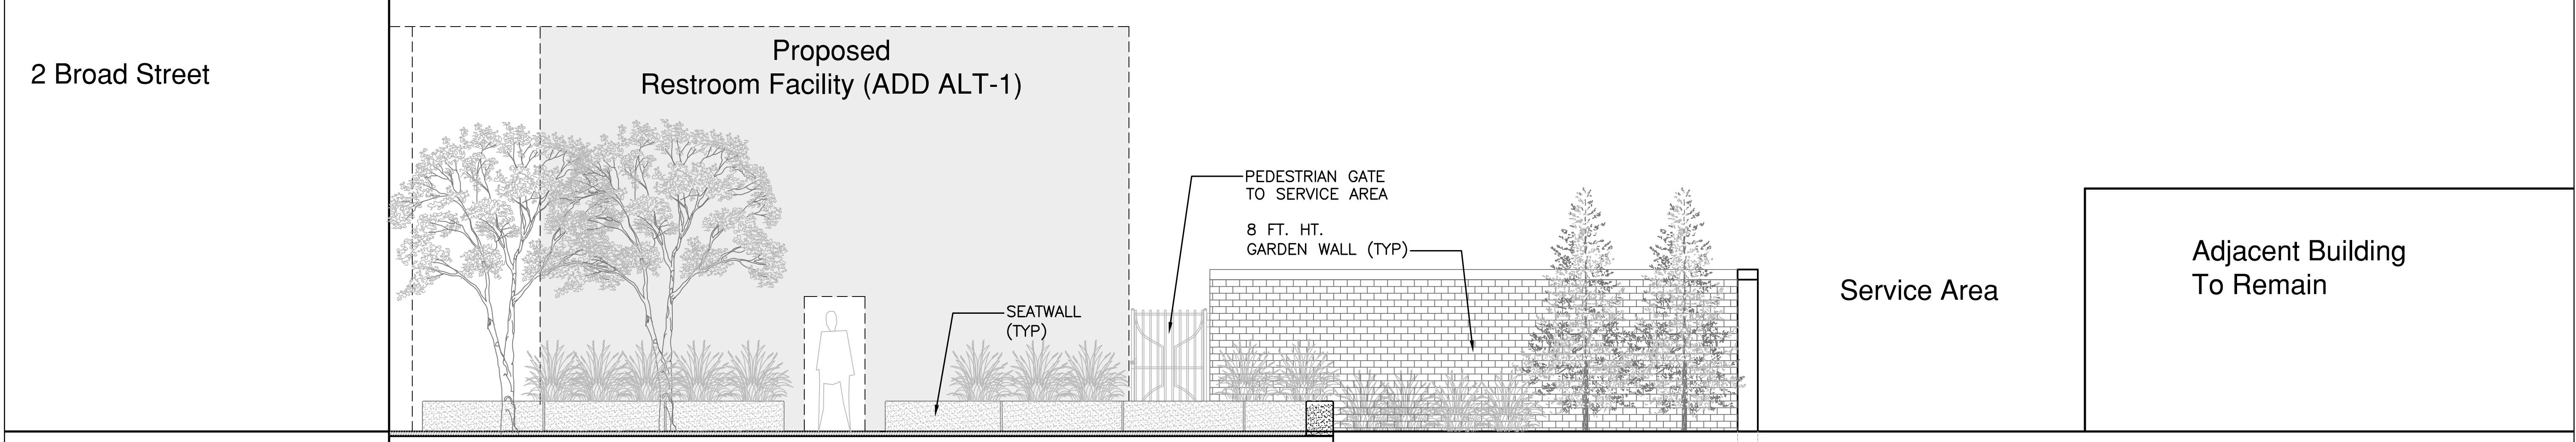 2 Broad Street
Proposed
Restroom Facility (ADD ALT-1)
SEATWALL
(TYP)
PEDESTRIAN GATE
TO SERVICE AREA
8 FT. HT.
GARDEN WALL (TYP)
Service Area
Adjacent Building
To Remain